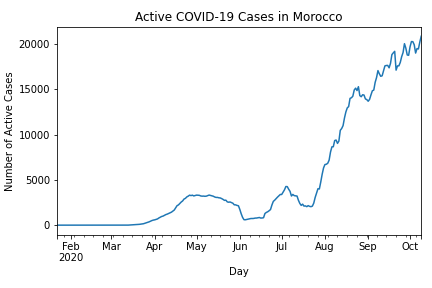 Active COVID-19 Cases in Morocco
Number of Active Cases
20000
15000
10000
5000
0
Feb Mar Apr May Jun Jul Aug Sep Oct
2020
Day